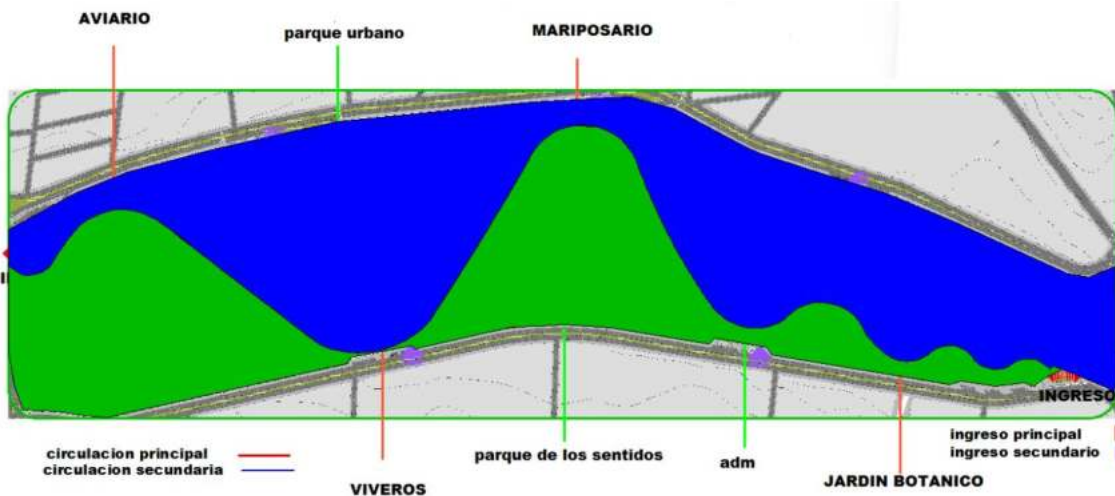 AVIARIO
parque urbano
MARIPOSARIO
INGRESO
circulacion principal
circulacion secundaria
VIVEROS
parque de los sentidos
adm
JARDIN BOTANICO
ingreso principal
ingreso secundario